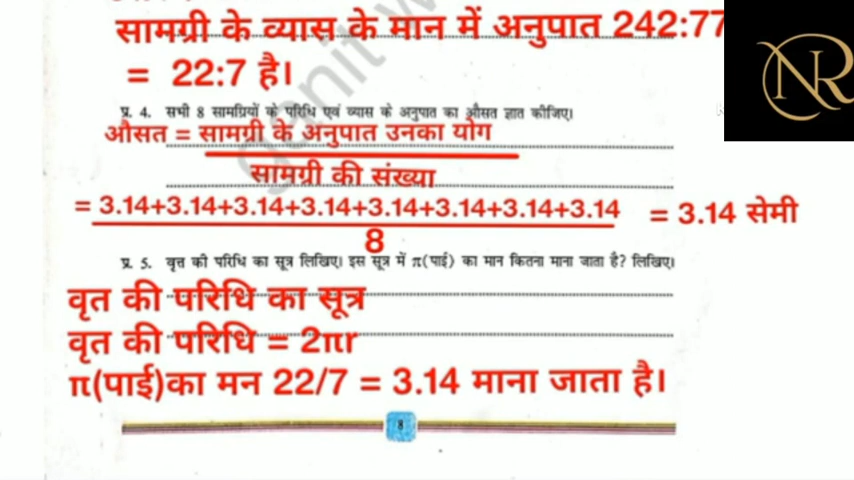 सामग्री के व्यास के मान में अनुपात 242:77
= 22:7 है।
NR
प्र. 4. सभी 8 सामग्रियों के परिधि एवं व्यास के अनुपात का औसत ज्ञात कीजिए।
औसत = सामग्री के अनुपात उनका योग
सामग्री की संख्या
= 3.14+3.14+3.14+3.14+3.14+3.14+3.14+3.14 = 3.14 सेमी
8
प्र. 5. वृत्त की परिधि का सूत्र लिखिए। इस सूत्र में π(पाई) का मान कितना माना जाता है? लिखिए।
वृत की परिधि का सूत्र
वृत की परिधि = 2πr
π(पाई)का मन 22/7 = 3.14 माना जाता है।
8